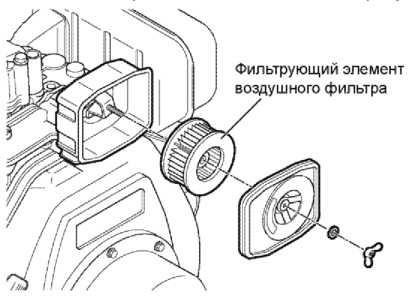 Фильтрующий элемент
воздушного фильтра